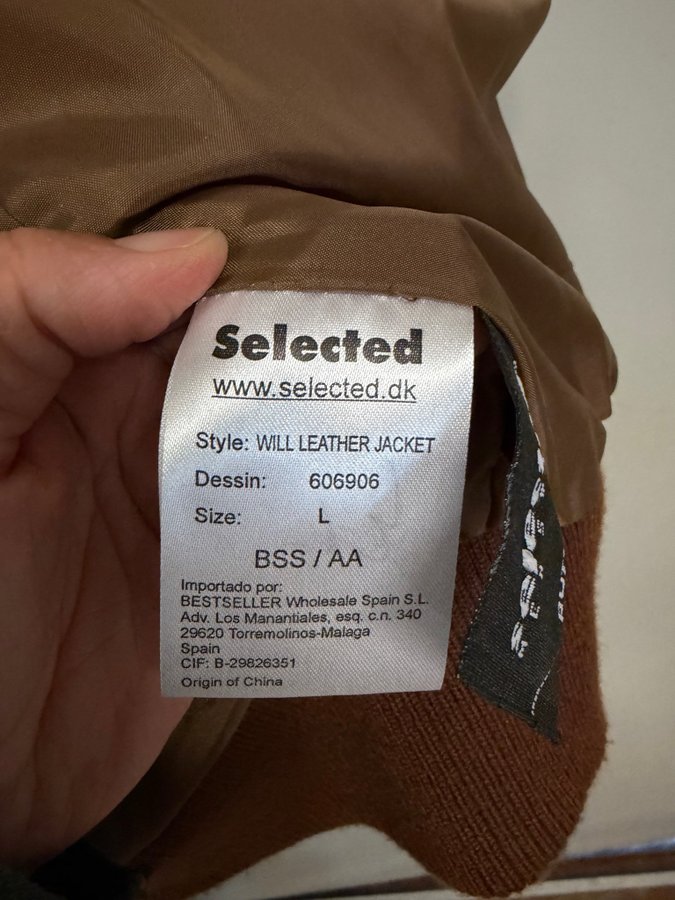 Selected
www.selected.dk
Style: WILL LEATHER JACKET
Dessin: 606906
Size: L
BSS / AA
Importado por:
BESTSELLER Wholesale Spain S.L.
Adv. Los Manantiales, esq. c.n. 340
29620 Torremolinos-Malaga
Spain
CIF: B-29826351
Origin of China